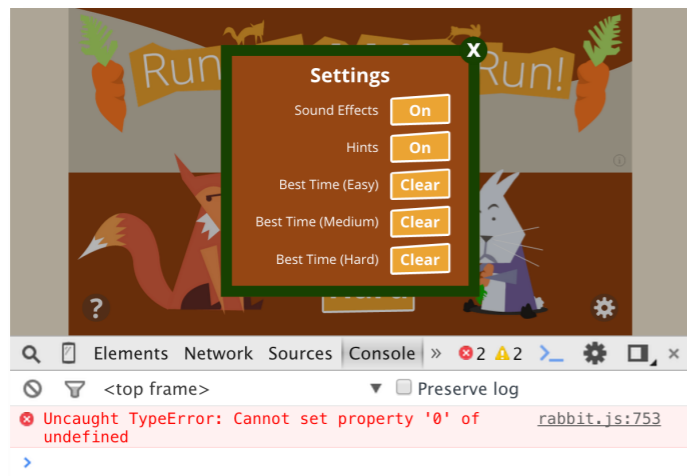 Run
Run!
X
Settings
Sound Effects On
Hints On
Best Time (Easy) Clear
Best Time (Medium) Clear
Best Time (Hard) Clear
?
Elements Network Sources Console » 2 2
<top frame> ▼ Preserve log
Uncaught TypeError: Cannot set property '0' of rabbit.js:753
undefined
>